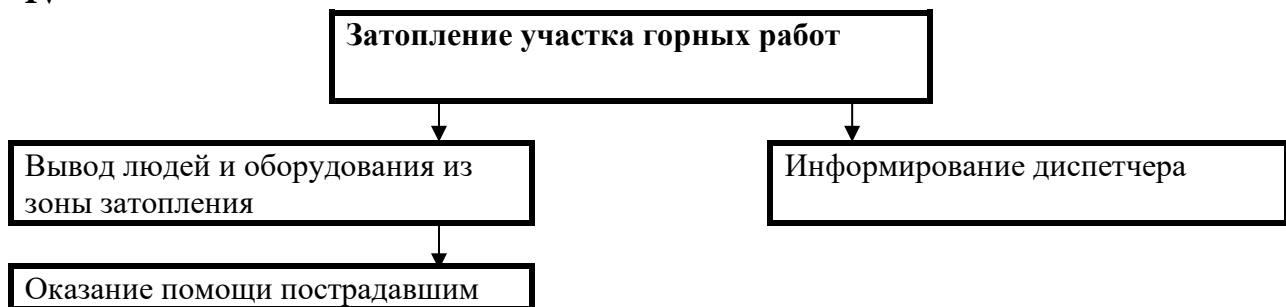 Затопление участка горных работ
Вывод людей и оборудования из
зоны затопления
Информирование диспетчера
Оказание помощи пострадавшим